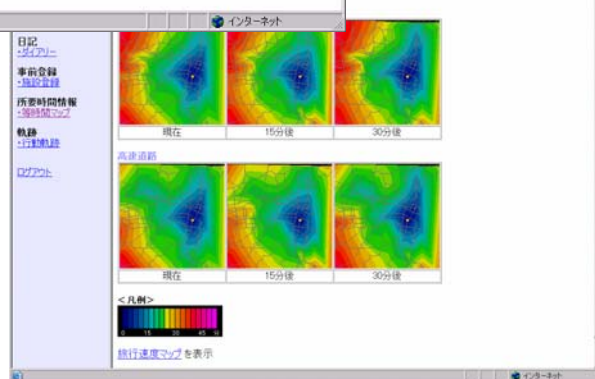 インターネット
日記
・ダイアリー
事前登録
・施設登録
所要時間情報
・等時間マップ
軌跡
・行動軌跡
ログアウト
現在
15分後
30分後
高速道路
現在
15分後
30分後
<凡例>
0 15 30 45
旅行速度マップ を表示
インターネット